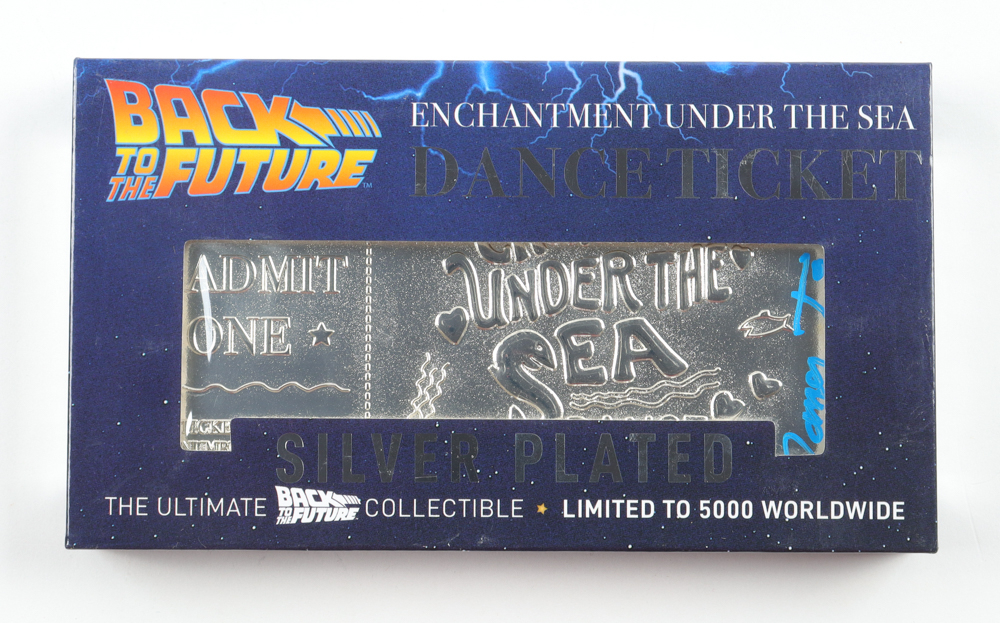 BACK
TO THE FUTURE™
ENCHANTMENT UNDER THE SEA
DANCE TICKET
ADMIT
ONE
UNDER THE
SEA
SILVER PLATED
THE ULTIMATE BACK TO THE FUTURE COLLECTIBLE ★ LIMITED TO 5000 WORLDWIDE